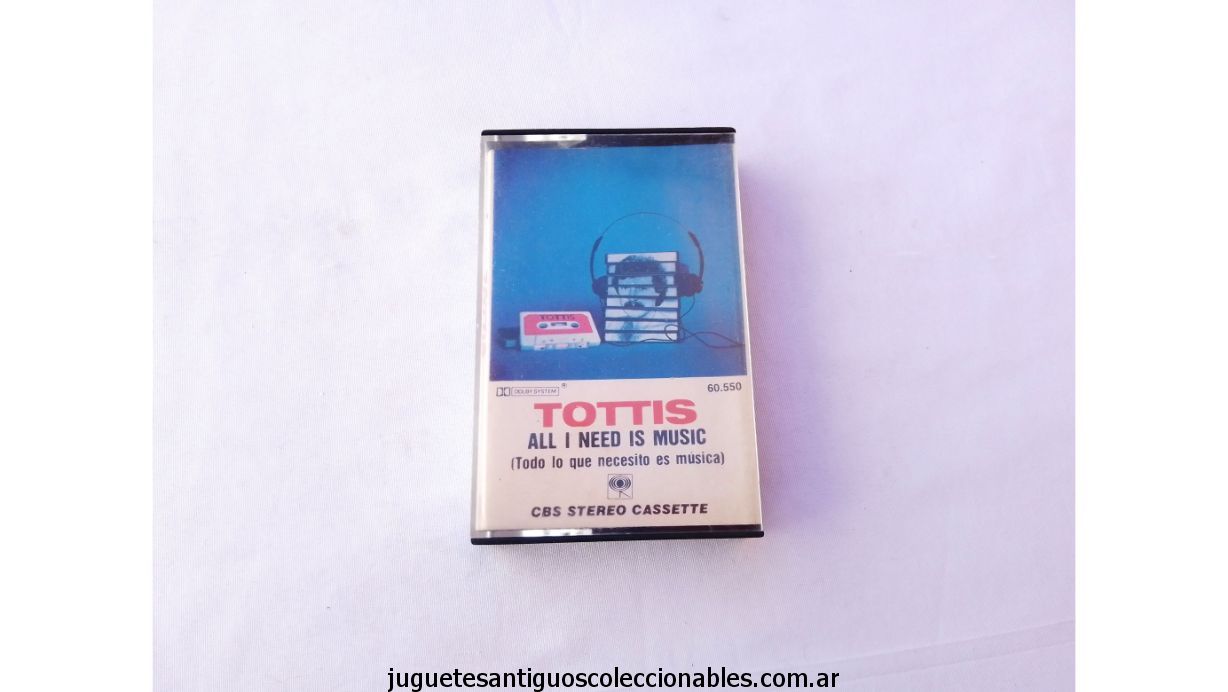 TOTTIS
DOLBY SYSTEM ®
60.550
TOTTIS
ALL I NEED IS MUSIC
(Todo lo que necesito es música)
CBS STEREO CASSETTE
juguetesantiguoscoleccionables.com.ar